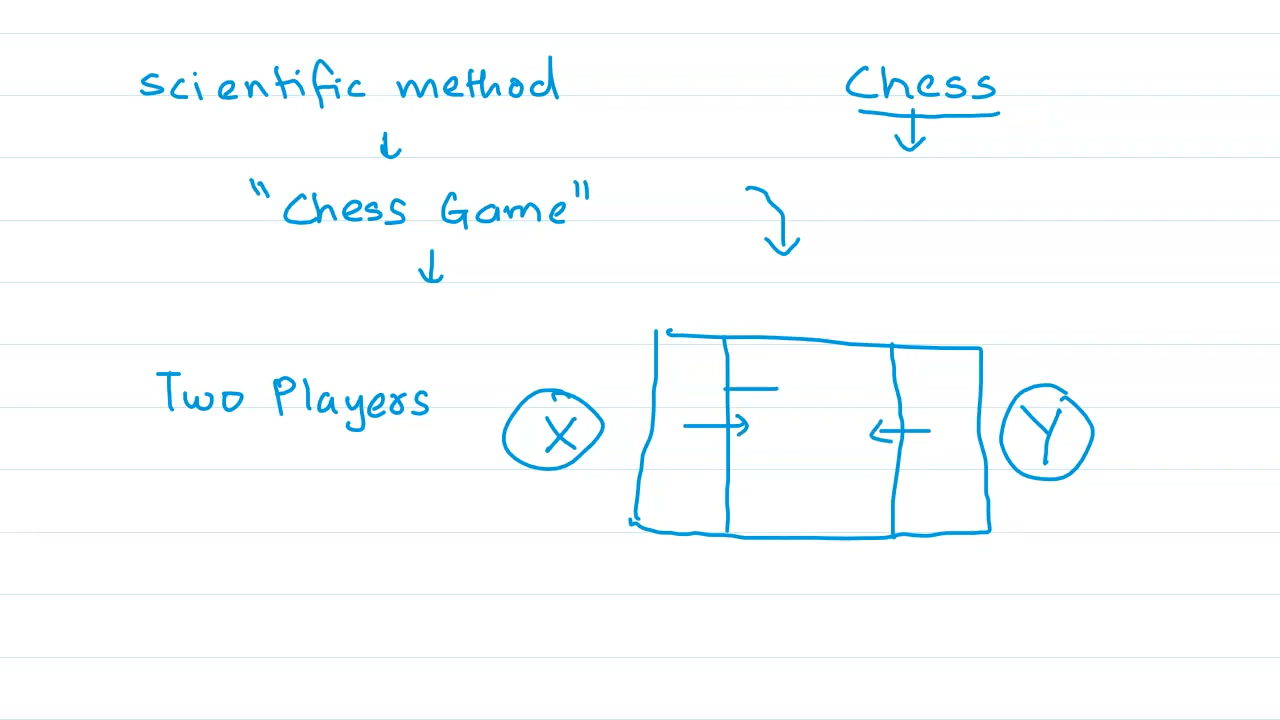 scientific method
Chess
"Chess Game"
Two Players
X
Y